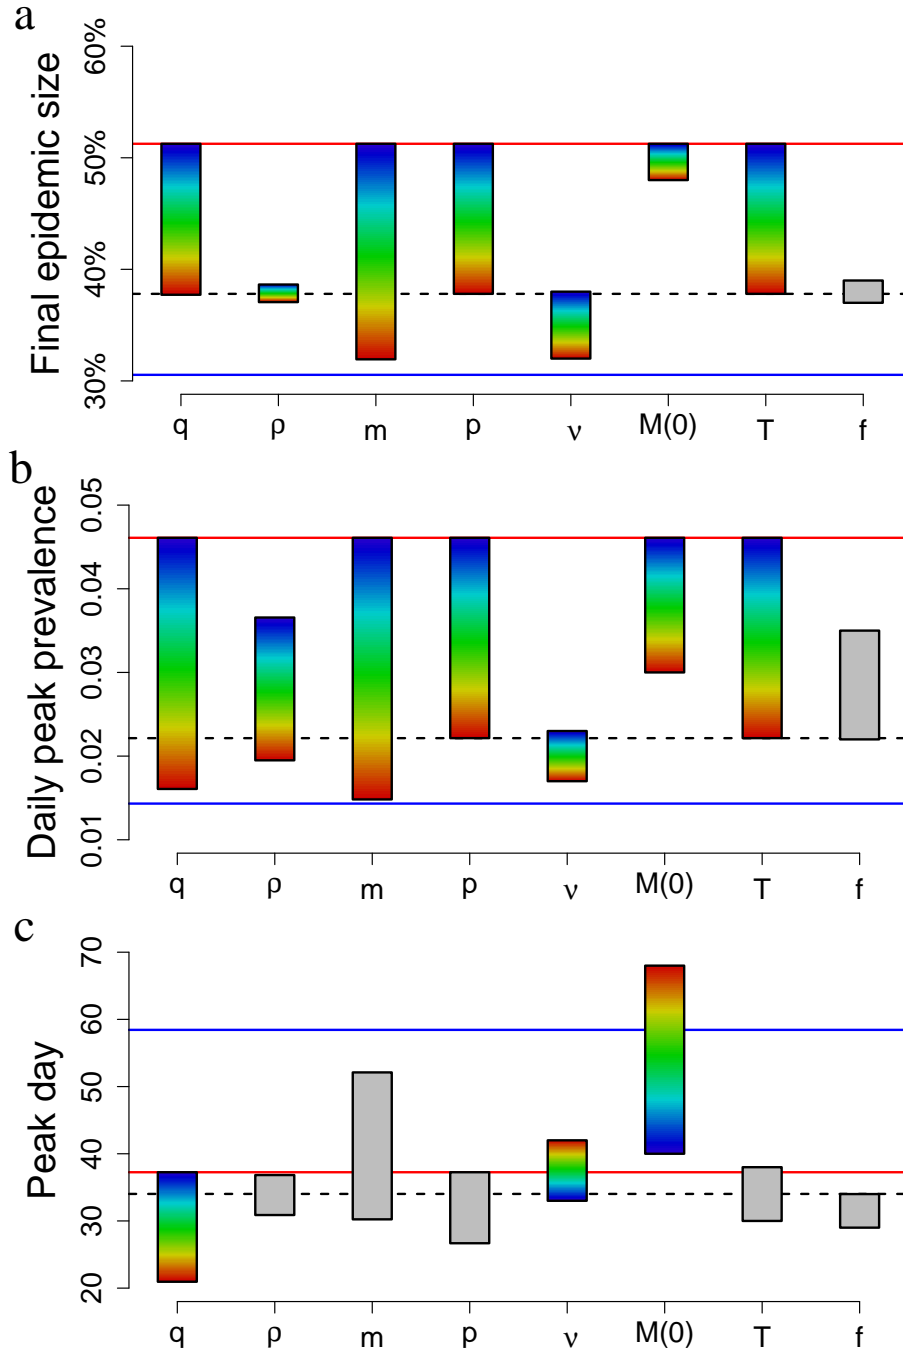 a
Final epidemic size
60%
50%
40%
30%
q ρ m p ν M(0) T f
b
Daily peak prevalence
0.05
0.04
0.03
0.02
0.01
q ρ m p ν M(0) T f
c
Peak day
70
60
50
40
30
20
q ρ m p ν M(0) T f